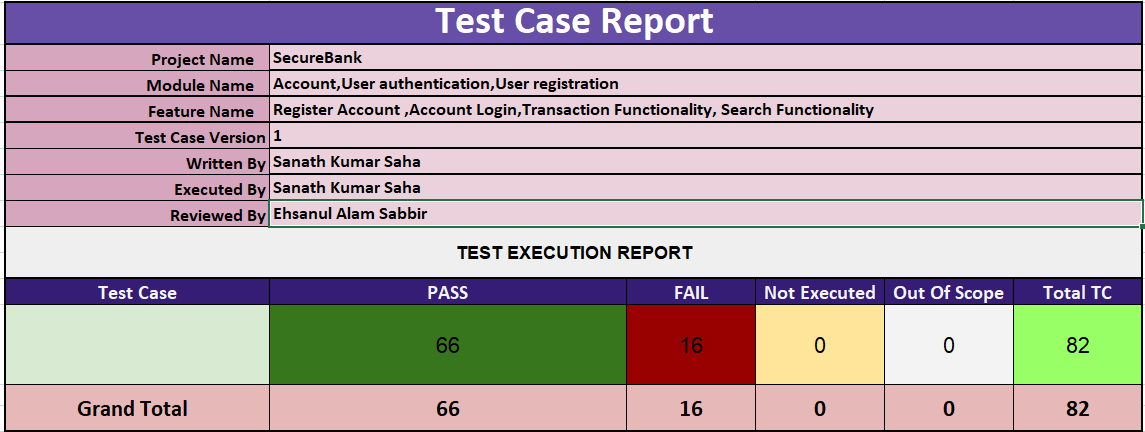 Test Case Report
Project Name SecureBank
Module Name Account,User authentication,User registration
Feature Name Register Account ,Account Login,Transaction Functionality, Search Functionality
Test Case Version 1
Written By Sanath Kumar Saha
Executed By Sanath Kumar Saha
Reviewed By Ehsanul Alam Sabbir
TEST EXECUTION REPORT
Test Case PASS FAIL Not Executed Out Of Scope Total TC
66 16 0 0 82
Grand Total 66 16 0 0 82